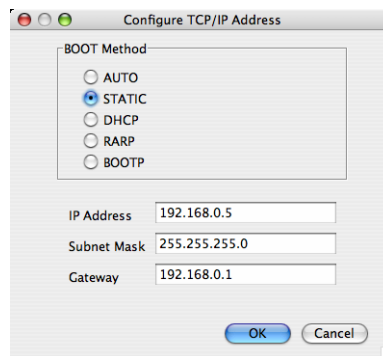 Configure TCP/IP Address
BOOT Method
AUTO
STATIC
DHCP
RARP
BOOTP
IP Address 192.168.0.5
Subnet Mask 255.255.255.0
Gateway 192.168.0.1
OK Cancel